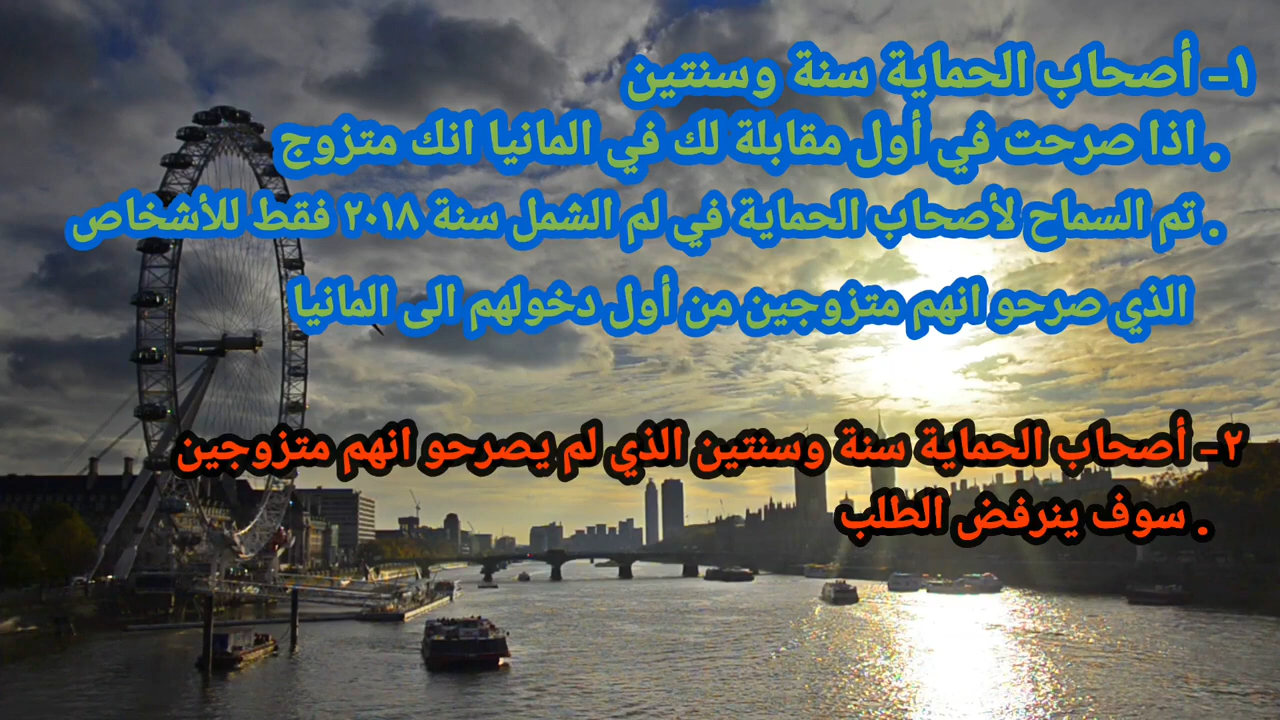 ١- أصحاب الحماية سنة وسنتين
. اذا صرحت في أول مقابلة لك في المانيا انك متزوج
. تم السماح لأصحاب الحماية في لم الشمل سنة ٢٠١٨ فقط للأشخاص
الذي صرحو انهم متزوجين من أول دخولهم الى المانيا
٢- أصحاب الحماية سنة وسنتين الذي لم يصرحو انهم متزوجين
. سوف ينرفض الطلب